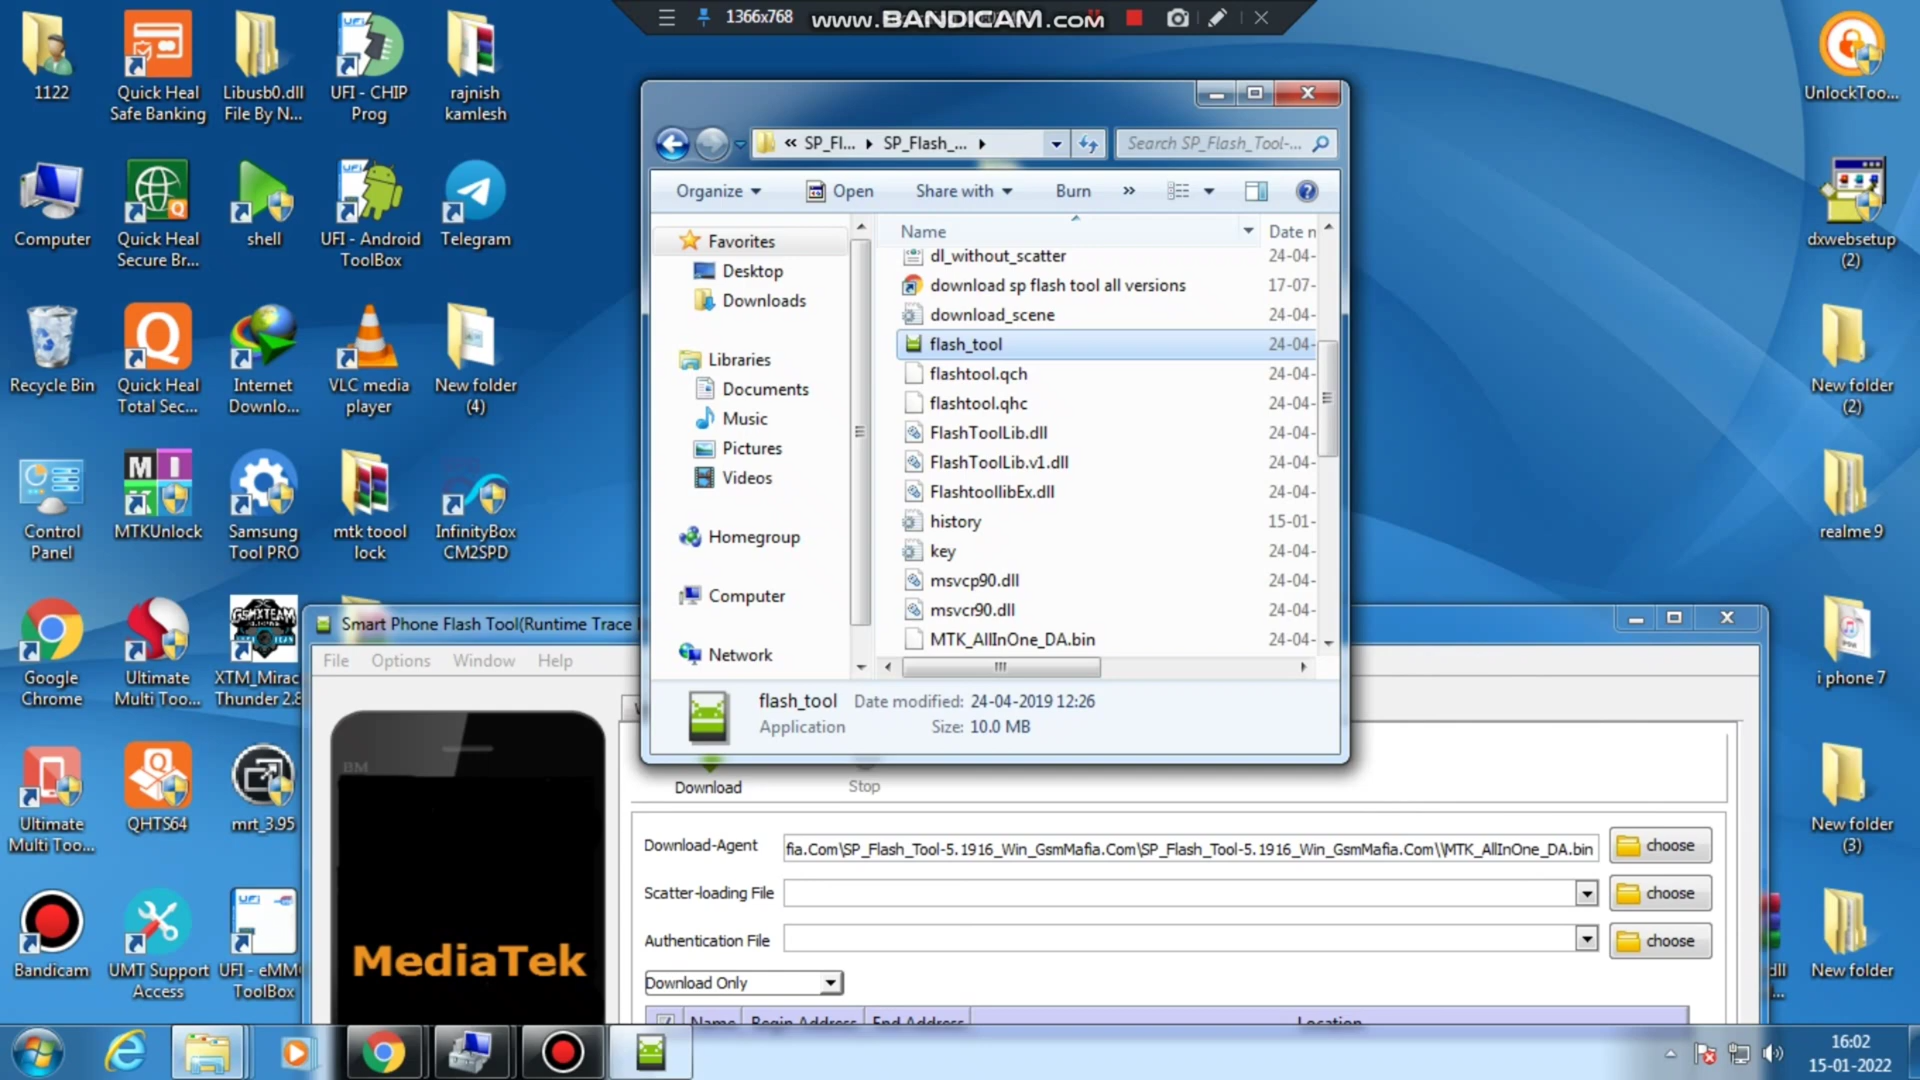 1366x768
www.BANDICAM.com
1122
Quick Heal
Safe Banking
Libusb0.dll
File By N...
UFI - CHIP
Prog
rajnish
kamlesh
UnlockToo...
Computer
Quick Heal
Secure Br...
shell
UFI - Android
ToolBox
Telegram
dxwebsetup
(2)
Recycle Bin
Quick Heal
Total Sec...
Internet
Downlo...
VLC media
player
New folder
(4)
New folder
(2)
Control
Panel
MTKUnlock
Samsung
Tool PRO
mtk toool
lock
InfinityBox
CM2SPD
realme 9
Google
Chrome
Ultimate
Multi Too...
XTM_Mirac
Thunder 2.8
i phone 7
Ultimate
Multi Too...
QHTS64
mrt_3.95
New folder
(3)
Bandicam
UMT Support
Access
UFI - eMM
ToolBox
New folder
« SP_Fl... SP_Flash_...
Search SP_Flash_Tool-...
Organize
Open
Share with
Burn
»
Favorites
Desktop
Downloads
Libraries
Documents
Music
Pictures
Videos
Homegroup
Computer
Network
Name
Date n
dl_without_scatter 24-04-
download sp flash tool all versions 17-07-
download_scene 24-04-
flash_tool 24-04-
flashtool.qch 24-04-
flashtool.qhc 24-04-
FlashToolLib.dll 24-04-
FlashToolLib.v1.dll 24-04-
FlashtoollibEx.dll 24-04-
history 15-01-
key 24-04-
msvcp90.dll 24-04-
msvcr90.dll 24-04-
MTK_AllInOne_DA.bin 24-04-
flash_tool Date modified: 24-04-2019 12:26
Application Size: 10.0 MB
Smart Phone Flash Tool(Runtime Trace
File Options Window Help
BM
MediaTek
Download Stop
Download-Agent fia.Com\SP_Flash_Tool-5.1916_Win_GsmMafia.Com\SP_Flash_Tool-5.1916_Win_GsmMafia.Com\\MTK_AllInOne_DA.bin choose
Scatter-loading File choose
Authentication File choose
Download Only
Name Begin Address End Address Location
16:02
15-01-2022